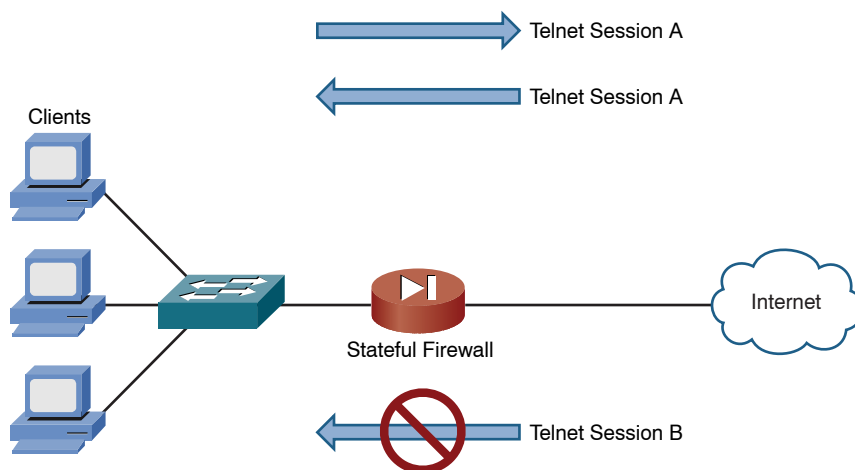 Telnet Session A
Telnet Session A
Clients
Internet
Stateful Firewall
Telnet Session B